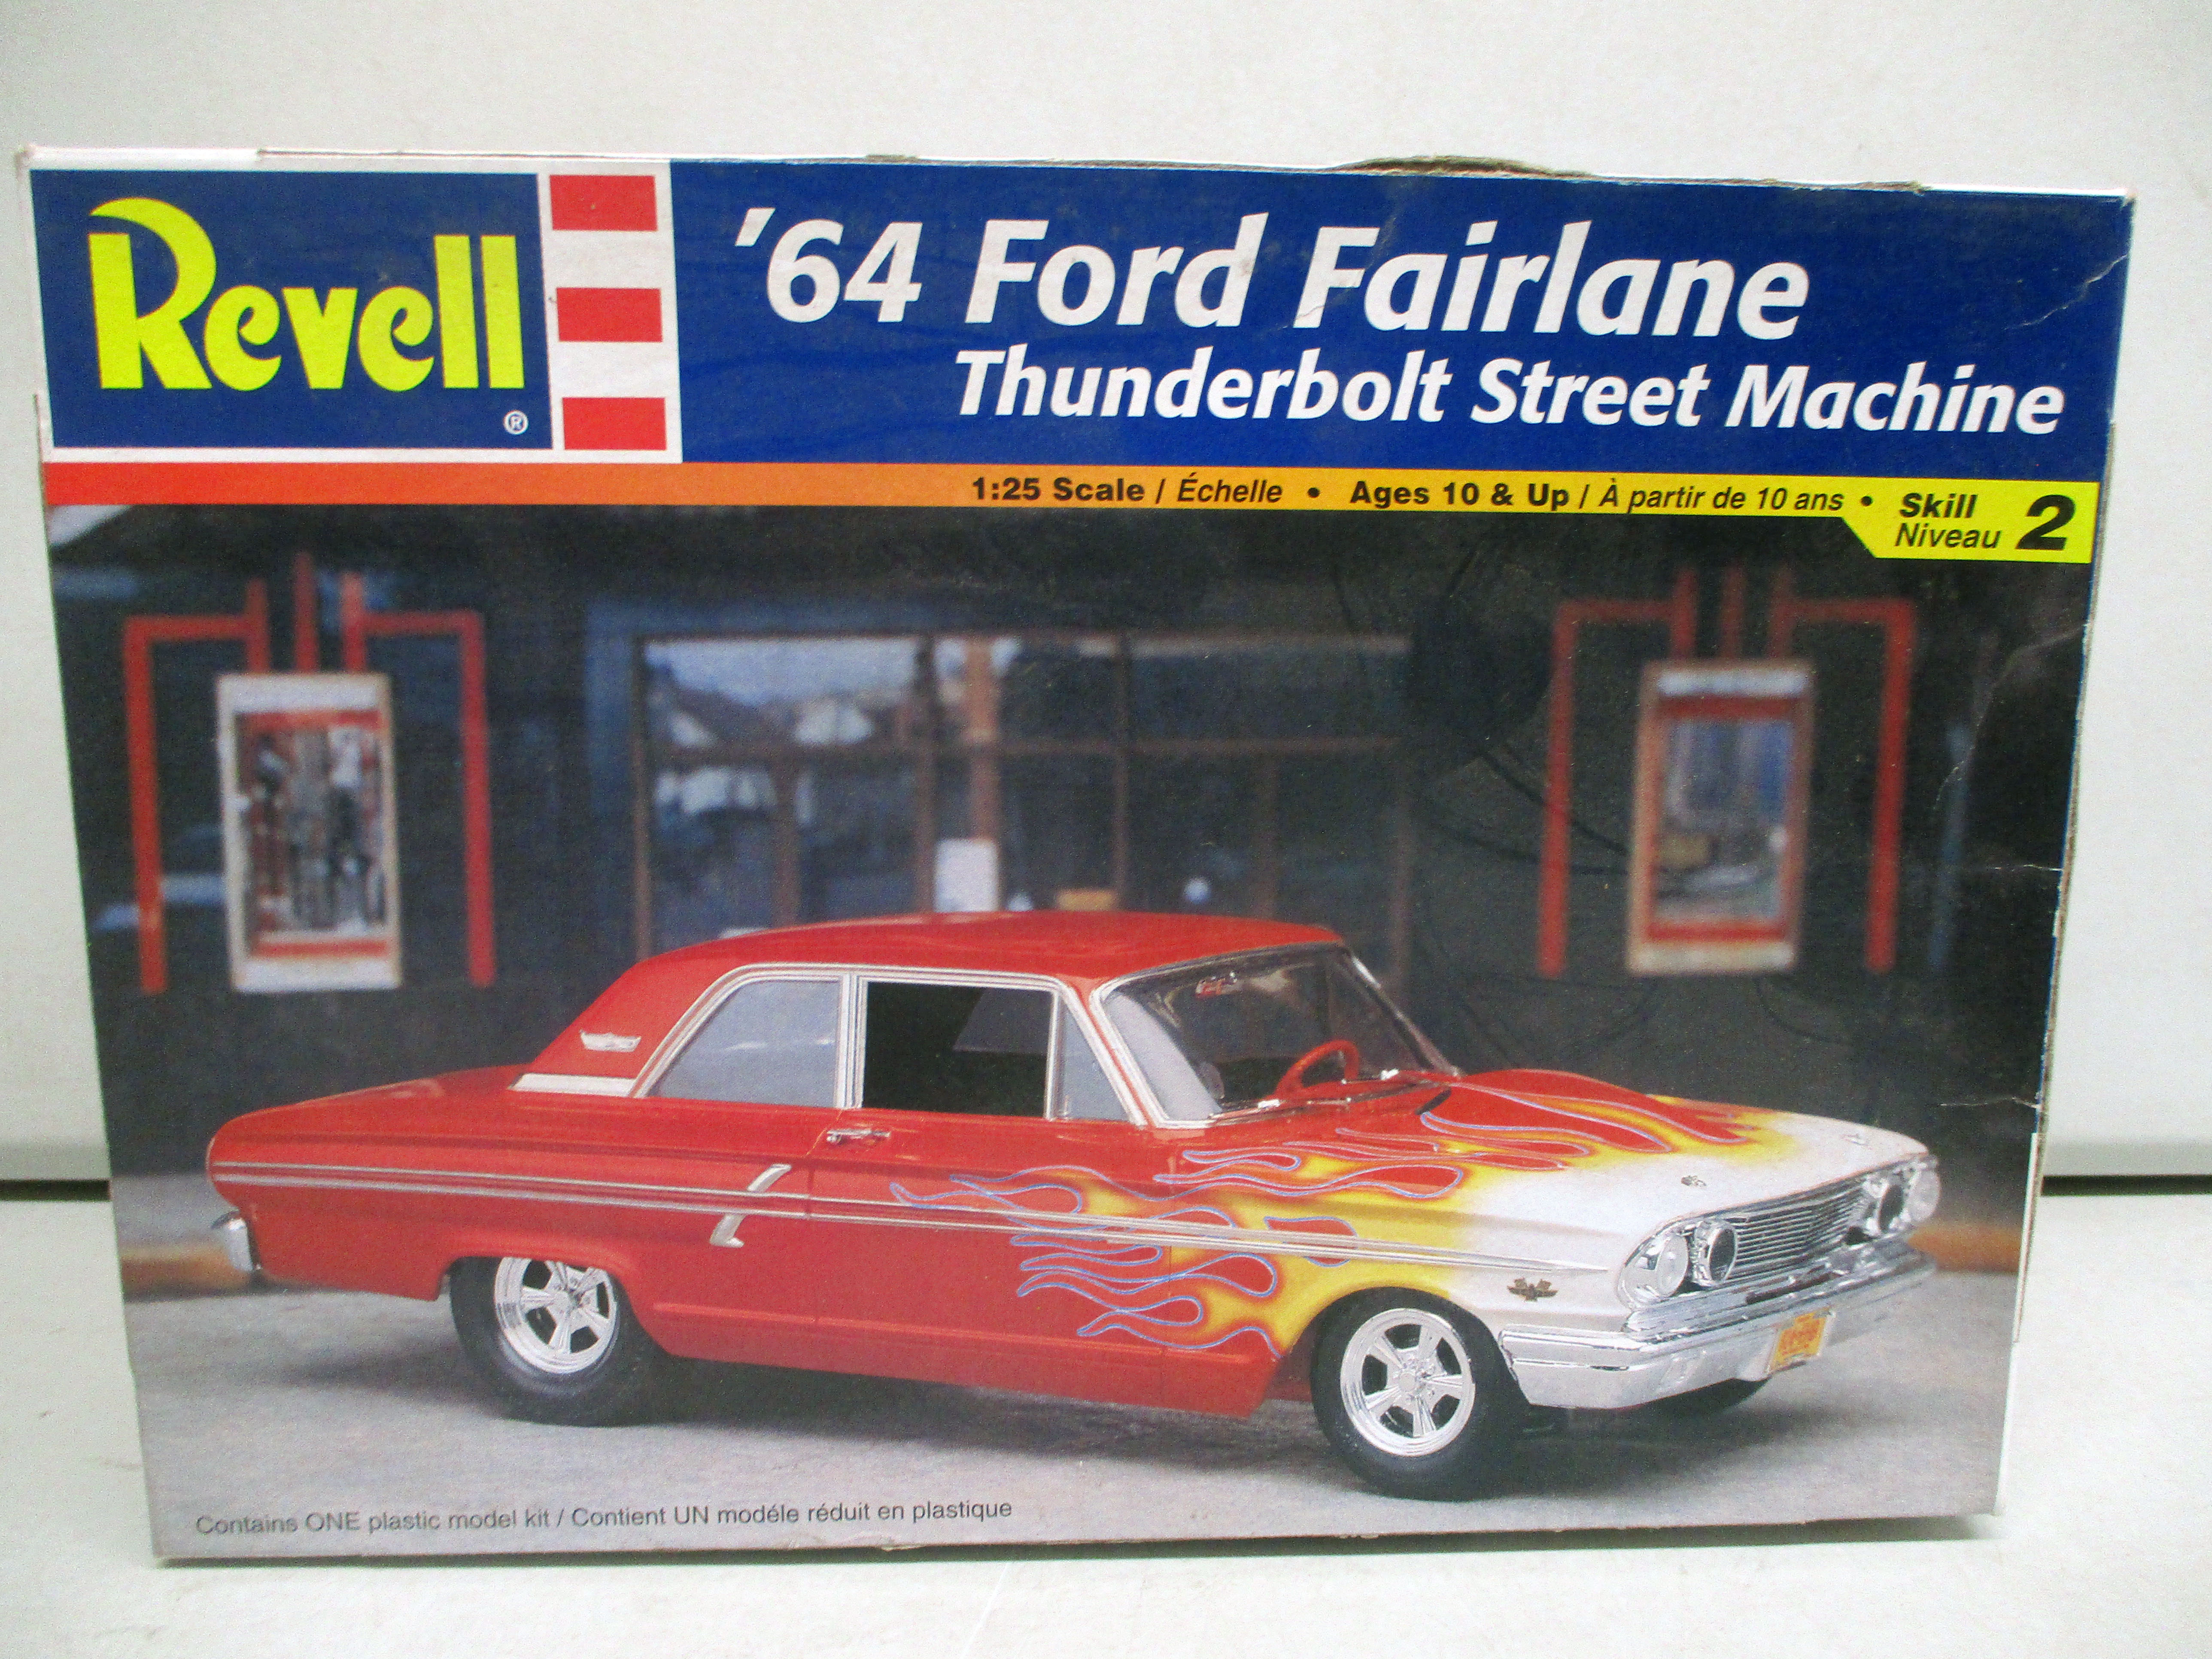 Revell
®
'64 Ford Fairlane
Thunderbolt Street Machine
1:25 Scale / Échelle • Ages 10 & Up / À partir de 10 ans • Skill 2
Niveau
Contains ONE plastic model kit / Contient UN modéle réduit en plastique